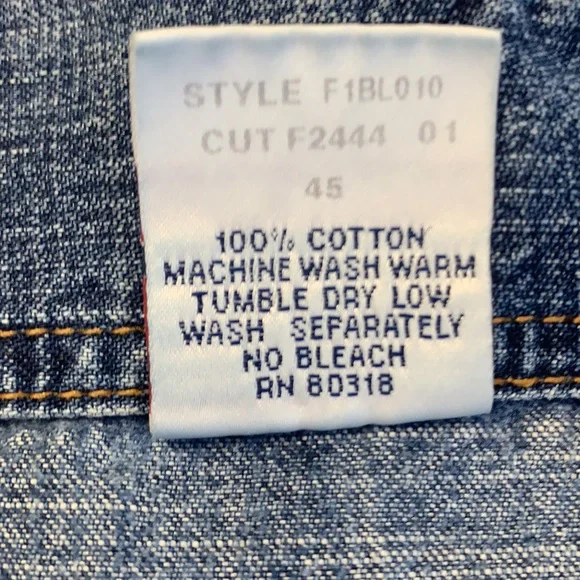 STYLE F1BL010
CUT F2444 01
45
100% COTTON
MACHINE WASH WARM
TUMBLE DRY LOW
WASH SEPARATELY
NO BLEACH
RN 80318